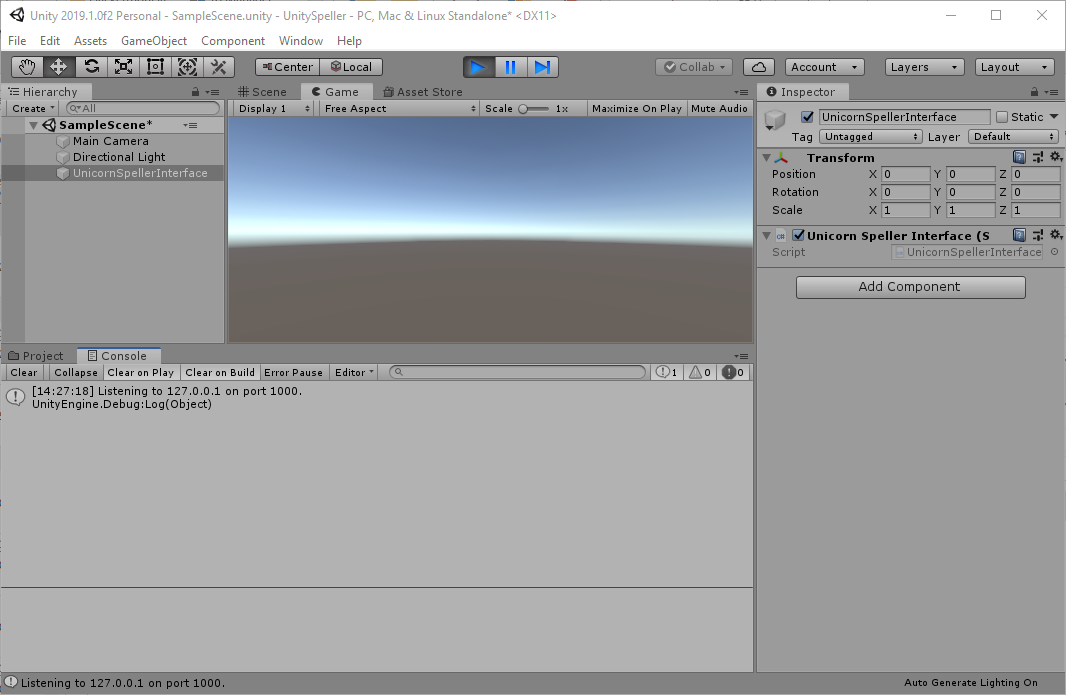 Unity 2019.1.0f2 Personal - SampleScene.unity - UnitySpeller - PC, Mac & Linux Standalone* <DX11>
File Edit Assets GameObject Component Window Help
Center Local Collab Account Layers Layout
Hierarchy
Create All
SampleScene*
Main Camera
Directional Light
UnicornSpellerInterface
Scene Game Asset Store
Display 1 Free Aspect Scale 1x Maximize On Play Mute Audio
Inspector
UnicornSpellerInterface Static
Tag Untagged Layer Default
Transform
Position X 0 Y 0 Z 0
Rotation X 0 Y 0 Z 0
Scale X 1 Y 1 Z 1
Unicorn Speller Interface (S
Script UnicornSpellerInterface
Add Component
Project Console
Clear Collapse Clear on Play Clear on Build Error Pause Editor 1 0 0
[14:27:18] Listening to 127.0.0.1 on port 1000.
UnityEngine.Debug:Log(Object)
Listening to 127.0.0.1 on port 1000.
Auto Generate Lighting On